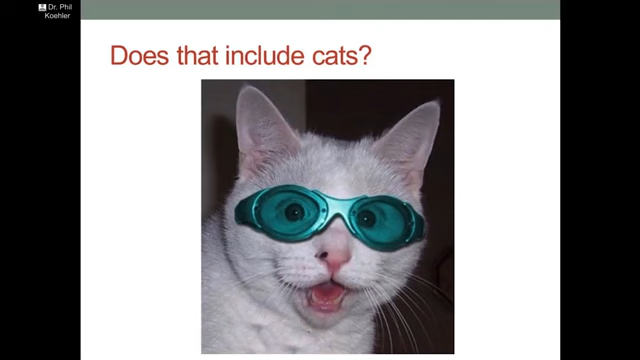 Dr. Phil
Koehler
Does that include cats?